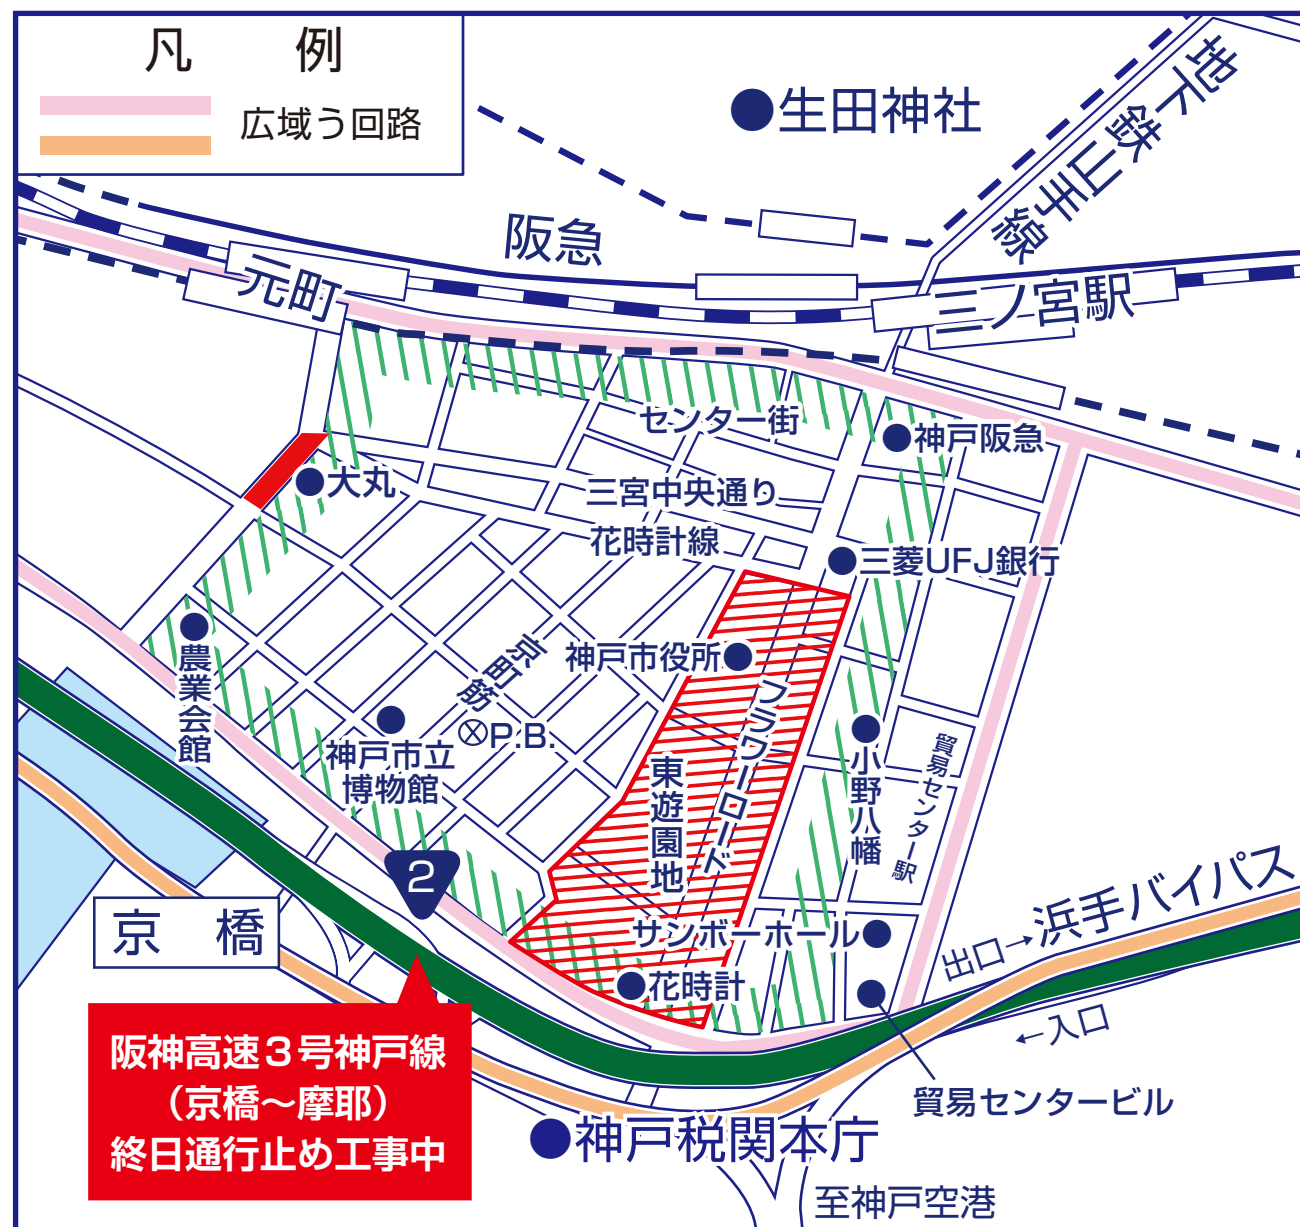 凡例
広域う回路
生田神社
地下鉄山手線
阪急
元町
三ノ宮駅
センター街
神戸阪急
大丸
三宮中央通り
花時計線
三菱UFJ銀行
農業会館
京町筋
神戸市役所
フラワーロード
P.B.
神戸市立
博物館
東遊園地
小野八幡
貿易センター駅
2
京橋
サンボーホール
花時計
出口→
浜手バイパス
←入口
阪神高速3号神戸線
（京橋〜摩耶）
終日通行止め工事中
貿易センタービル
神戸税関本庁
至神戸空港